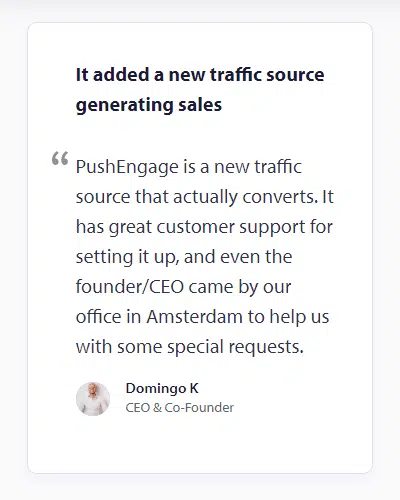 It added a new traffic source
generating sales
“ PushEngage is a new traffic
source that actually converts. It
has great customer support for
setting it up, and even the
founder/CEO came by our
office in Amsterdam to help us
with some special requests.
Domingo K
CEO & Co-Founder